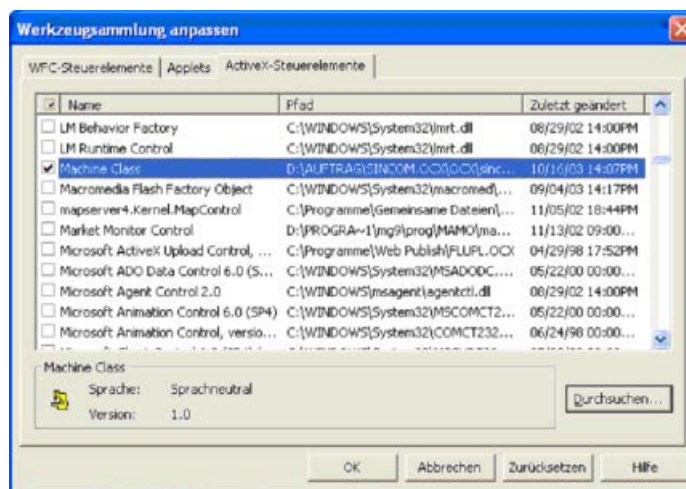 Werkzeugsammlung anpassen
WFC-Steuerelemente Applets ActiveX-Steuerelemente
Name Pfad Zuletzt geändert
LM Behavior Factory C:\WINDOWS\System32\lmrt.dll 08/29/02 14:00PM
LM Runtime Control C:\WINDOWS\System32\lmrt.dll 08/29/02 14:00PM
Machine Class D:\AUFTRAG\SINCOM.OCX\OCX\sinc... 10/16/03 14:07PM
Macromedia Flash Factory Object C:\WINDOWS\System32\macromed\... 09/04/03 14:17PM
mapserver4.Kernel.MapControl C:\Programme\Gemeinsame Dateien\... 11/05/02 18:44PM
Market Monitor Control D:\PROGRA~1\mg9\prog\MAMO\ma... 11/13/02 09:00...
Microsoft ActiveX Upload Control, ... C:\Programme\Web Publish\FLUPL.OCX 04/29/98 17:52PM
Microsoft ADO Data Control 6.0 (S... C:\WINDOWS\System32\MSADODC.... 05/22/00 00:00...
Microsoft Agent Control 2.0 C:\WINDOWS\msagent\agentctl.dll 08/29/02 14:00PM
Microsoft Animation Control 6.0 (SP4) C:\WINDOWS\System32\MSCOMCT2... 05/22/00 00:00...
Microsoft Animation Control, versio... C:\WINDOWS\System32\COMCT232... 06/24/98 00:00...
Machine Class
Sprache: Sprachneutral
Version: 1.0
Durchsuchen...
OK Abbrechen Zurücksetzen Hilfe